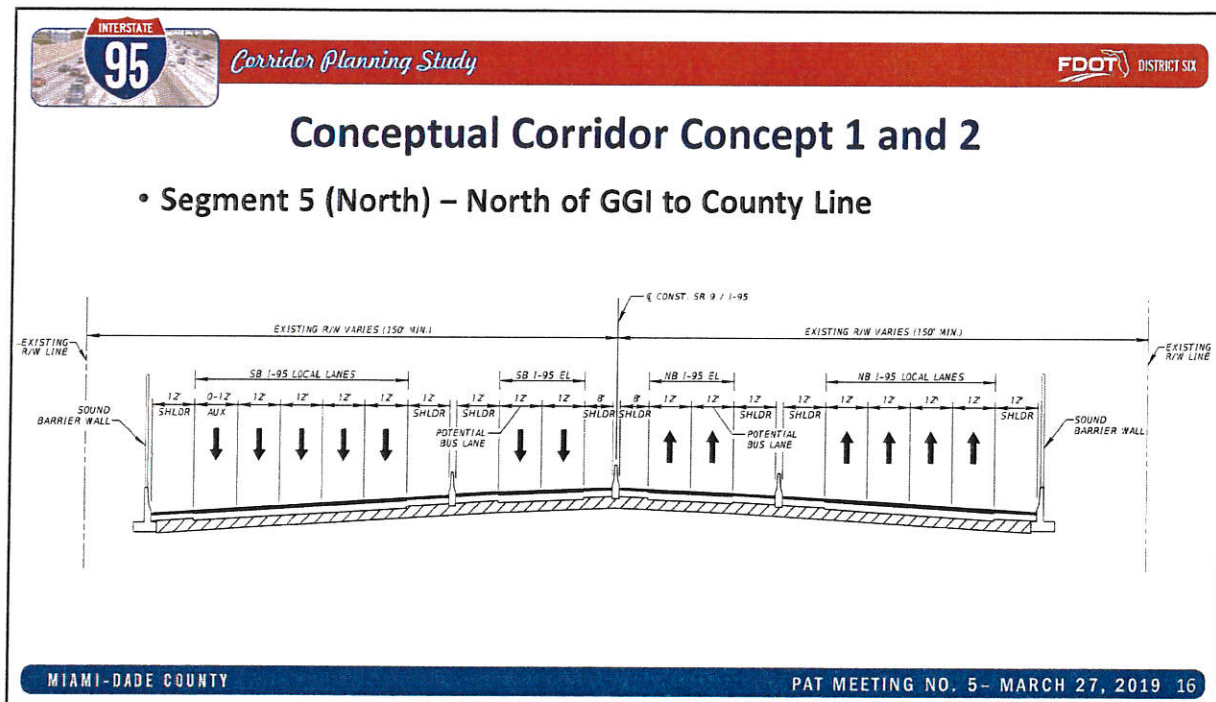 INTERSTATE
95
Corridor Planning Study
FDOT DISTRICT SIX
Conceptual Corridor Concept 1 and 2
• Segment 5 (North) – North of GGI to County Line
℄ CONST. SR 9 / I-95
EXISTING R/W VARIES (150' MIN.)
EXISTING R/W VARIES (150' MIN.)
EXISTING
R/W LINE
EXISTING
R/W LINE
SB I-95 LOCAL LANES
SB I-95 EL
NB I-95 EL
NB I-95 LOCAL LANES
12' 0-12' 12' 12' 12' 12' 12' 12' 12' 12' 8' 8' 12' 12' 12' 12' 12' 12' 12' 12' 12'
SHLDR AUX SHLDR SHLDR SHLDR SHLDR SHLDR SHLDR SHLDR
SOUND
BARRIER WALL
POTENTIAL
BUS LANE
POTENTIAL
BUS LANE
SOUND
BARRIER WALL
MIAMI-DADE COUNTY
PAT MEETING NO. 5– MARCH 27, 2019 16